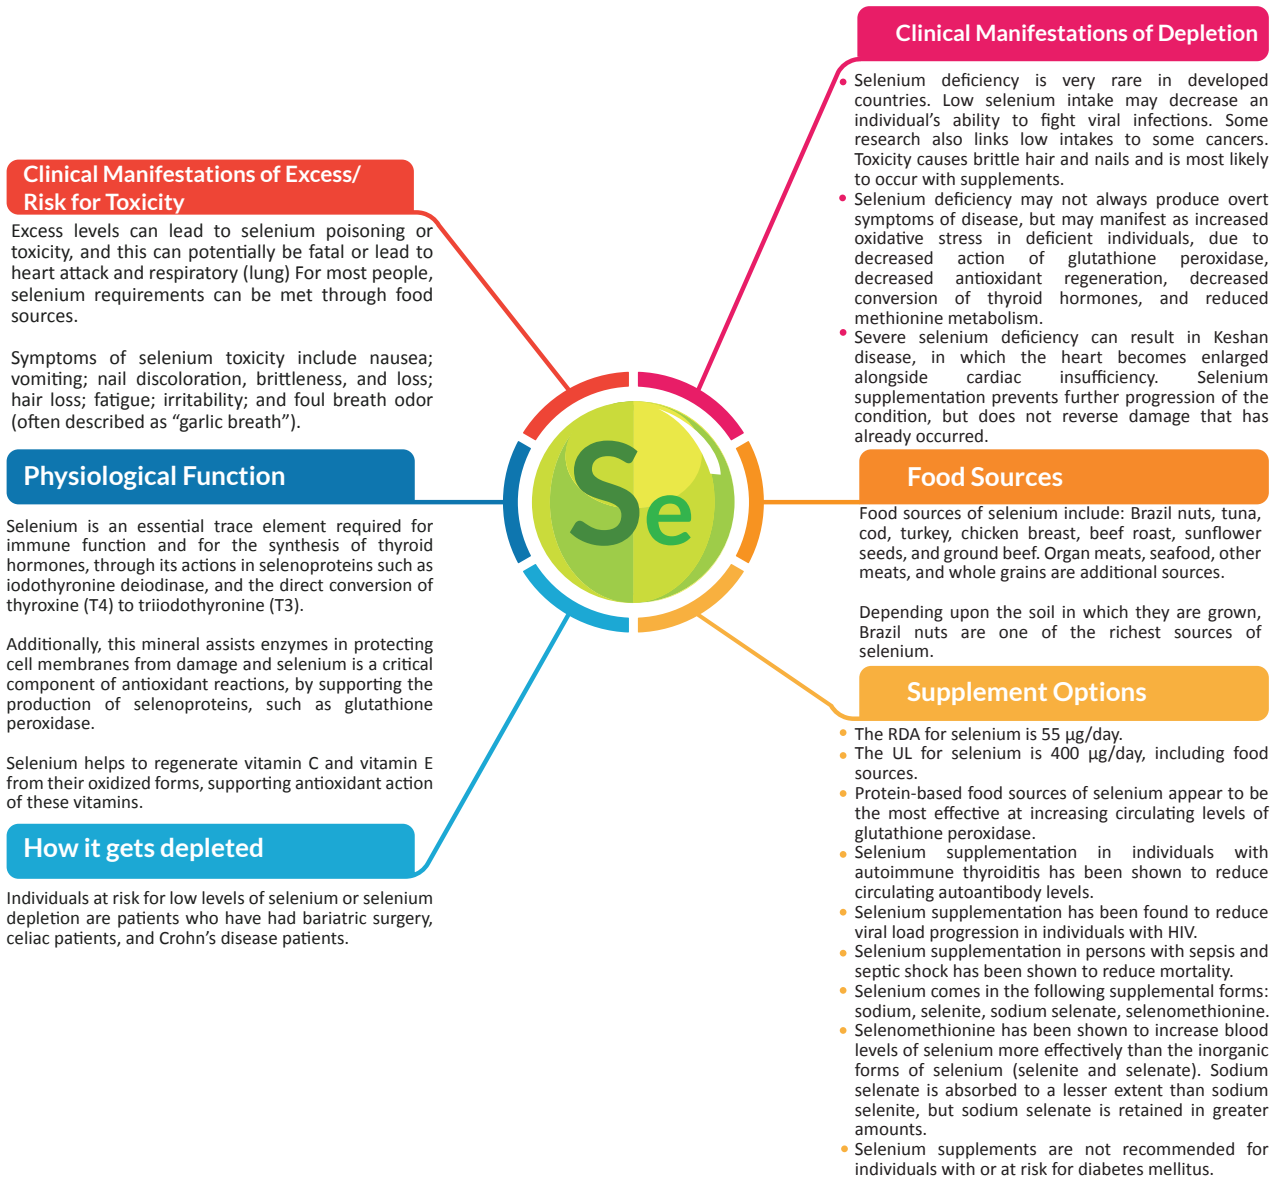 Clinical Manifestations of Excess/
Risk for Toxicity
Excess levels can lead to selenium poisoning or
toxicity, and this can potentially be fatal or lead to
heart attack and respiratory (lung) For most people,
selenium requirements can be met through food
sources.
Symptoms of selenium toxicity include nausea;
vomiting; nail discoloration, brittleness, and loss;
hair loss; fatigue; irritability; and foul breath odor
(often described as “garlic breath”).
Physiological Function
Selenium is an essential trace element required for
immune function and for the synthesis of thyroid
hormones, through its actions in selenoproteins such as
iodothyronine deiodinase, and the direct conversion of
thyroxine (T4) to triiodothyronine (T3).
Additionally, this mineral assists enzymes in protecting
cell membranes from damage and selenium is a critical
component of antioxidant reactions, by supporting the
production of selenoproteins, such as glutathione
peroxidase.
Selenium helps to regenerate vitamin C and vitamin E
from their oxidized forms, supporting antioxidant action
of these vitamins.
How it gets depleted
Individuals at risk for low levels of selenium or selenium
depletion are patients who have had bariatric surgery,
celiac patients, and Crohn’s disease patients.
Se
Clinical Manifestations of Depletion
• Selenium deficiency is very rare in developed
countries. Low selenium intake may decrease an
individual’s ability to fight viral infections. Some
research also links low intakes to some cancers.
Toxicity causes brittle hair and nails and is most likely
to occur with supplements.
• Selenium deficiency may not always produce overt
symptoms of disease, but may manifest as increased
oxidative stress in deficient individuals, due to
decreased action of glutathione peroxidase,
decreased antioxidant regeneration, decreased
conversion of thyroid hormones, and reduced
methionine metabolism.
• Severe selenium deficiency can result in Keshan
disease, in which the heart becomes enlarged
alongside cardiac insufficiency. Selenium
supplementation prevents further progression of the
condition, but does not reverse damage that has
already occurred.
Food Sources
Food sources of selenium include: Brazil nuts, tuna,
cod, turkey, chicken breast, beef roast, sunflower
seeds, and ground beef. Organ meats, seafood, other
meats, and whole grains are additional sources.
Depending upon the soil in which they are grown,
Brazil nuts are one of the richest sources of
selenium.
Supplement Options
• The RDA for selenium is 55 µg/day.
• The UL for selenium is 400 µg/day, including food
sources.
• Protein-based food sources of selenium appear to be
the most effective at increasing circulating levels of
glutathione peroxidase.
• Selenium supplementation in individuals with
autoimmune thyroiditis has been shown to reduce
circulating autoantibody levels.
• Selenium supplementation has been found to reduce
viral load progression in individuals with HIV.
• Selenium supplementation in persons with sepsis and
septic shock has been shown to reduce mortality.
• Selenium comes in the following supplemental forms:
sodium, selenite, sodium selenate, selenomethionine.
• Selenomethionine has been shown to increase blood
levels of selenium more effectively than the inorganic
forms of selenium (selenite and selenate). Sodium
selenate is absorbed to a lesser extent than sodium
selenite, but sodium selenate is retained in greater
amounts.
• Selenium supplements are not recommended for
individuals with or at risk for diabetes mellitus.